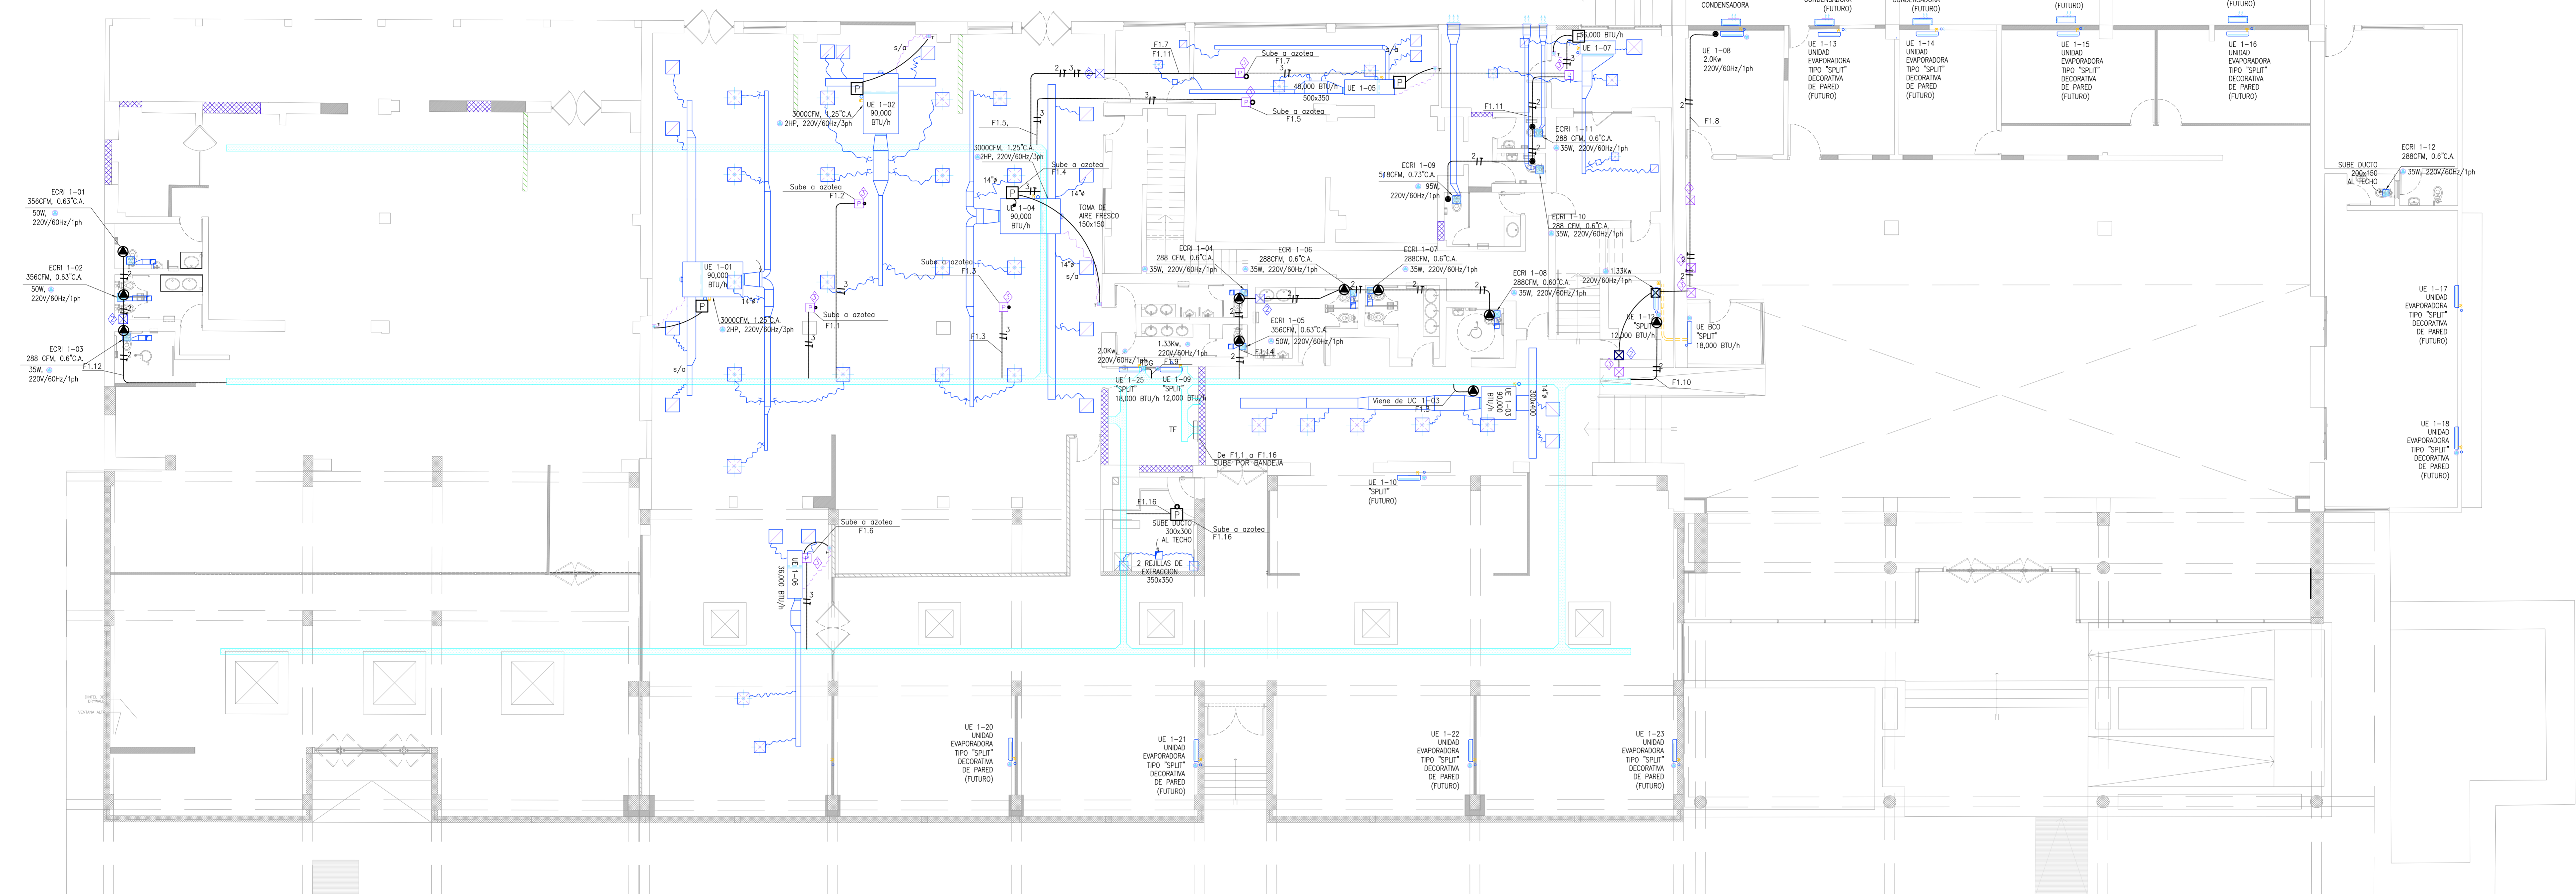 CONDENSADORA
CONDENSADORA
(FUTURO)
CONDENSADORA
(FUTURO)
(FUTURO)
(FUTURO)
UE 1-08
2.0Kw
220V/60Hz/1ph
UE 1-13
UNIDAD
EVAPORADORA
TIPO "SPLIT"
DECORATIVA
DE PARED
(FUTURO)
UE 1-14
UNIDAD
EVAPORADORA
TIPO "SPLIT"
DECORATIVA
DE PARED
(FUTURO)
UE 1-15
UNIDAD
EVAPORADORA
TIPO "SPLIT"
DECORATIVA
DE PARED
(FUTURO)
UE 1-16
UNIDAD
EVAPORADORA
TIPO "SPLIT"
DECORATIVA
DE PARED
(FUTURO)
s/a
F1.7
F1.11
Sube a azotea
F1.7
s/a
UE 1-07
UE 1-02
90,000
BTU/h
3000CFM, 1.25"C.A.
2HP, 220V/60Hz/3ph
48,000 BTU/h
UE 1-05
500x350
Sube a azotea
F1.5
F1.5,
F1.11
F1.8
ECRI 1-11
288 CFM, 0.6"C.A.
35W, 220V/60Hz/1ph
3000CFM, 1.25"C.A.
2HP, 220V/60Hz/3ph
Sube a azotea
F1.4
14"ø
14"ø
ECRI 1-09
518CFM, 0.73"C.A.
95W,
220V/60Hz/1ph
ECRI 1-12
288CFM, 0.6"C.A.
35W, 220V/60Hz/1ph
SUBE DUCTO
200x150
AL TECHO
ECRI 1-01
356CFM, 0.63"C.A.
50W,
220V/60Hz/1ph
Sube a azotea
F1.2
UE 1-04
90,000
BTU/h
TOMA DE
AIRE FRESCO
150x150
ECRI 1-10
288 CFM, 0.6"C.A.
35W, 220V/60Hz/1ph
ECRI 1-02
356CFM, 0.63"C.A.
50W,
220V/60Hz/1ph
UE 1-01
90,000
BTU/h
14"ø
3000CFM, 1.25"C.A.
2HP, 220V/60Hz/3ph
F1.1
Sube a azotea
F1.1
Sube a azotea
F1.3
F1.3
14"ø
s/a
ECRI 1-04
288 CFM, 0.6"C.A.
35W, 220V/60Hz/1ph
ECRI 1-06
288CFM, 0.6"C.A.
35W, 220V/60Hz/1ph
ECRI 1-07
288CFM, 0.6"C.A.
35W, 220V/60Hz/1ph
ECRI 1-08
288CFM, 0.60"C.A.
35W, 220V/60Hz/1ph
1.33Kw
220V/60Hz/1ph
ECRI 1-05
356CFM, 0.63"C.A.
50W, 220V/60Hz/1ph
F1.14
UE 1-12
"SPLIT"
12,000 BTU/h
UE BCO
"SPLIT"
18,000 BTU/h
F1.10
UE 1-17
UNIDAD
EVAPORADORA
TIPO "SPLIT"
DECORATIVA
DE PARED
(FUTURO)
ECRI 1-03
288 CFM, 0.6"C.A.
35W,
220V/60Hz/1ph
F1.12
s/a
2.0Kw,
220V/60Hz/1ph
1.33Kw,
220V/60Hz/1ph
F1.9
UE 1-25
"SPLIT"
18,000 BTU/h
UE 1-09
"SPLIT"
12,000 BTU/h
Viene de UC 1-03
F1.3
UE 1-03
90,000
BTU/h
14"ø
300x400
TF
De F1.1 a F1.16
SUBE POR BANDEJA
UE 1-18
UNIDAD
EVAPORADORA
TIPO "SPLIT"
DECORATIVA
DE PARED
(FUTURO)
UE 1-10
"SPLIT"
(FUTURO)
F1.16
Sube a azotea
F1.16
SUBE DUCTO
300x300
AL TECHO
Sube a azotea
F1.6
UE 1-06
36,000 BTU/h
2 REJILLAS DE
EXTRACCION
350x350
UE 1-20
UNIDAD
EVAPORADORA
TIPO "SPLIT"
DECORATIVA
DE PARED
(FUTURO)
UE 1-21
UNIDAD
EVAPORADORA
TIPO "SPLIT"
DECORATIVA
DE PARED
(FUTURO)
UE 1-22
UNIDAD
EVAPORADORA
TIPO "SPLIT"
DECORATIVA
DE PARED
(FUTURO)
UE 1-23
UNIDAD
EVAPORADORA
TIPO "SPLIT"
DECORATIVA
DE PARED
(FUTURO)